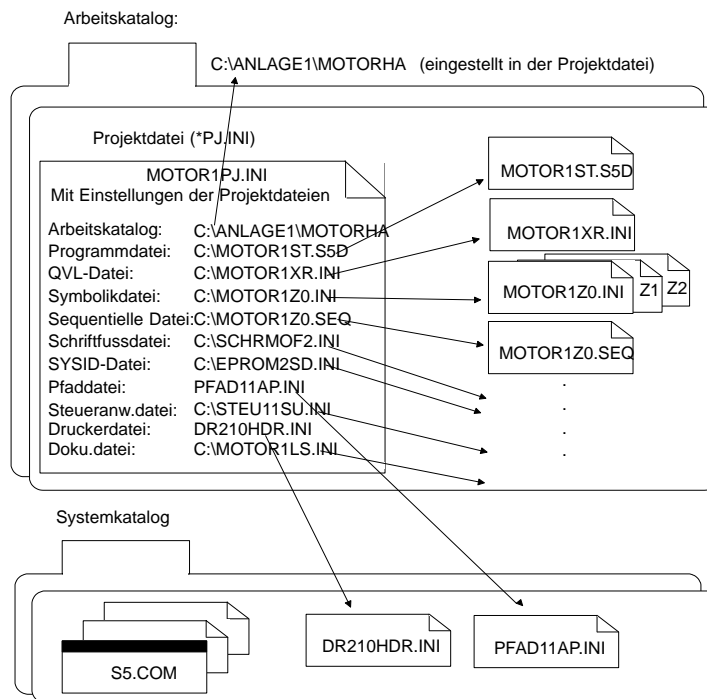 Arbeitskatalog:
C:\ANLAGE1\MOTORHA (eingestellt in der Projektdatei)
Projektdatei (*PJ.INI)
MOTOR1PJ.INI
Mit Einstellungen der Projektdateien
Arbeitskatalog: C:\ANLAGE1\MOTORHA
Programmdatei: C:\MOTOR1ST.S5D
QVL-Datei: C:\MOTOR1XR.INI
Symbolikdatei: C:\MOTOR1Z0.INI
Sequentielle Datei: C:\MOTOR1Z0.SEQ
Schriftfussdatei: C:\SCHRMOF2.INI
SYSID-Datei: C:\EPROM2SD.INI
Pfaddatei: PFAD11AP.INI
Steueranw.datei: C:\STEU11SU.INI
Druckerdatei: DR210HDR.INI
Doku.datei: C:\MOTOR1LS.INI
MOTOR1ST.S5D
MOTOR1XR.INI
MOTOR1Z0.INI Z1 Z2
MOTOR1Z0.SEQ
.
.
.
.
Systemkatalog
S5.COM
DR210HDR.INI
PFAD11AP.INI